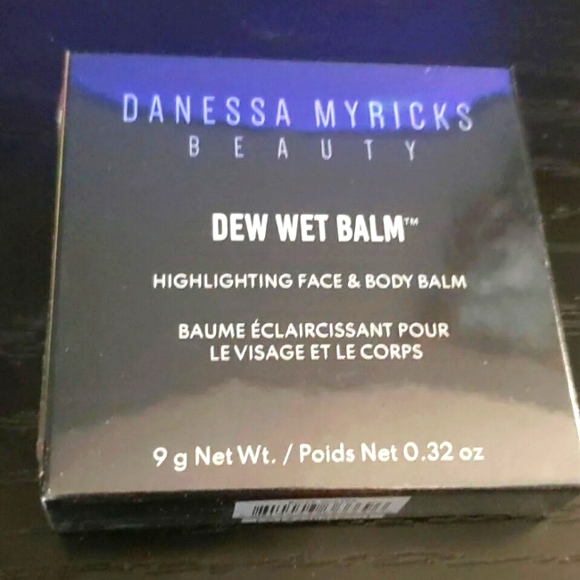 DANESSA MYRICKS
BEAUTY
DEW WET BALM™
HIGHLIGHTING FACE & BODY BALM
BAUME ÉCLAIRCISSANT POUR
LE VISAGE ET LE CORPS
9 g Net Wt. / Poids Net 0.32 oz